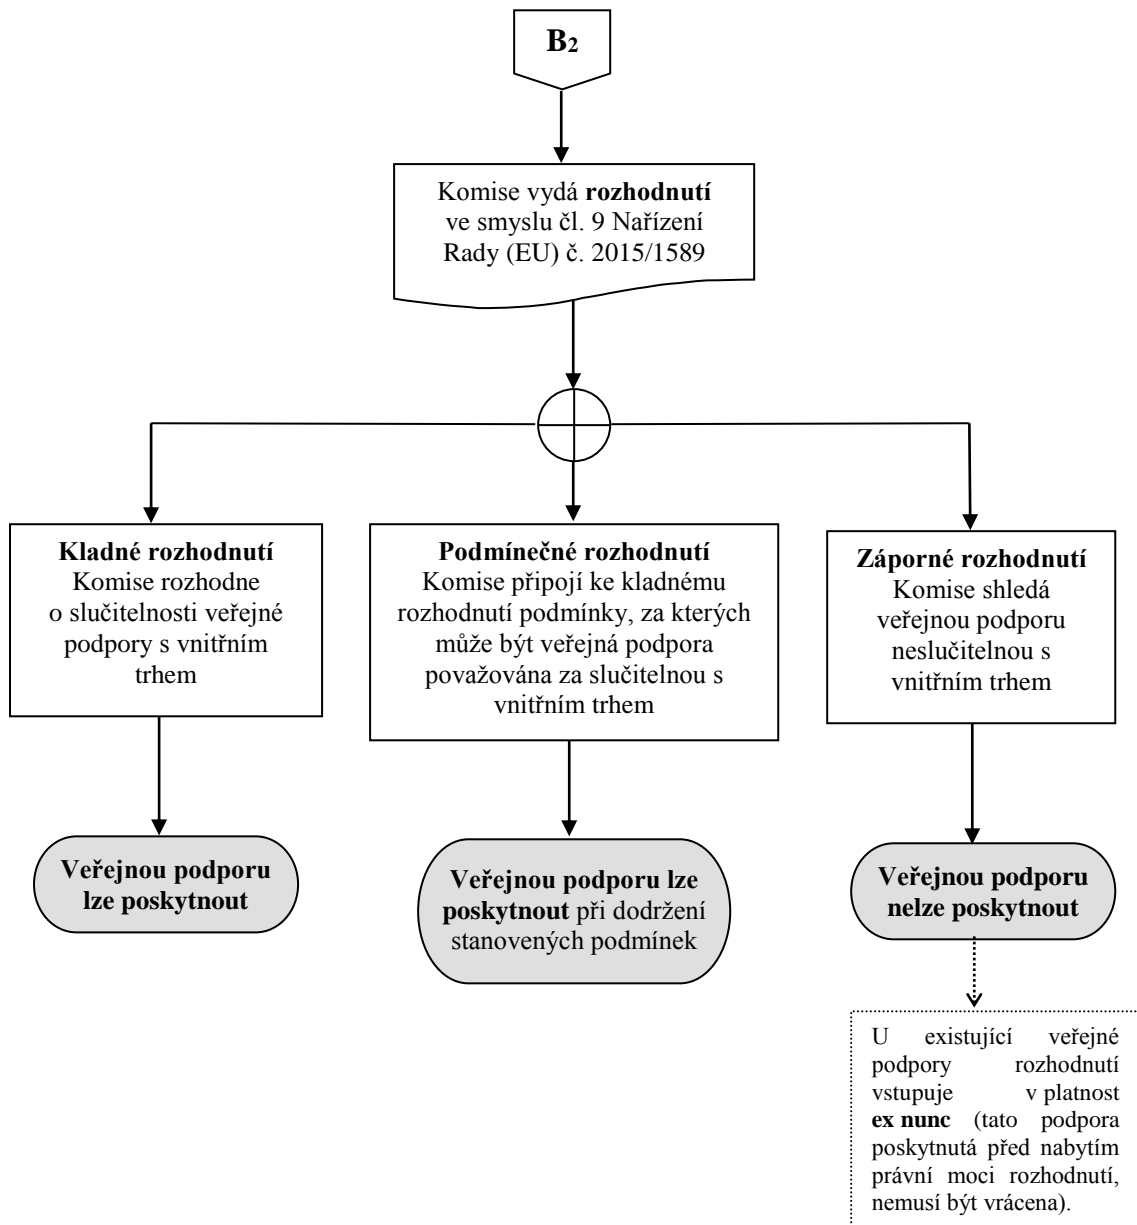 B2
Komise vydá rozhodnutí
ve smyslu čl. 9 Nařízení
Rady (EU) č. 2015/1589
Kladné rozhodnutí
Komise rozhodne
o slučitelnosti veřejné
podpory s vnitřním
trhem
Podmínečné rozhodnutí
Komise připojí ke kladnému
rozhodnutí podmínky, za kterých
může být veřejná podpora
považována za slučitelnou s
vnitřním trhem
Záporné rozhodnutí
Komise shledá
veřejnou podporu
neslučitelnou s
vnitřním trhem
Veřejnou podporu
lze poskytnout
Veřejnou podporu lze
poskytnout při dodržení
stanovených podmínek
Veřejnou podporu
nelze poskytnout
U existující veřejné
podpory rozhodnutí
vstupuje v platnost
ex nunc (tato podpora
poskytnutá před nabytím
právní moci rozhodnutí,
nemusí být vrácena).